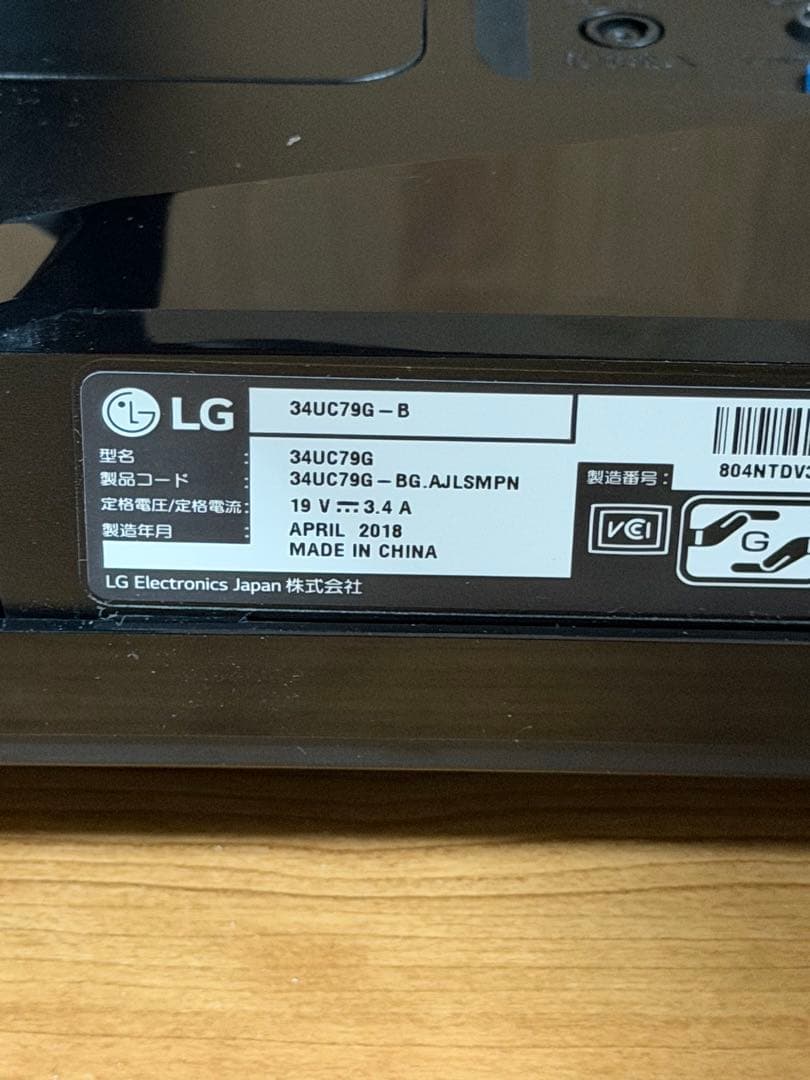 LG 34UC79G-B
型名 : 34UC79G
製品コード : 34UC79G-BG.AJLSMPN
定格電圧/定格電流: 19 V ⎓ 3.4 A
製造年月 : APRIL 2018
MADE IN CHINA
LG Electronics Japan 株式会社
804NTDV3
製造番号 :
VCCI
G